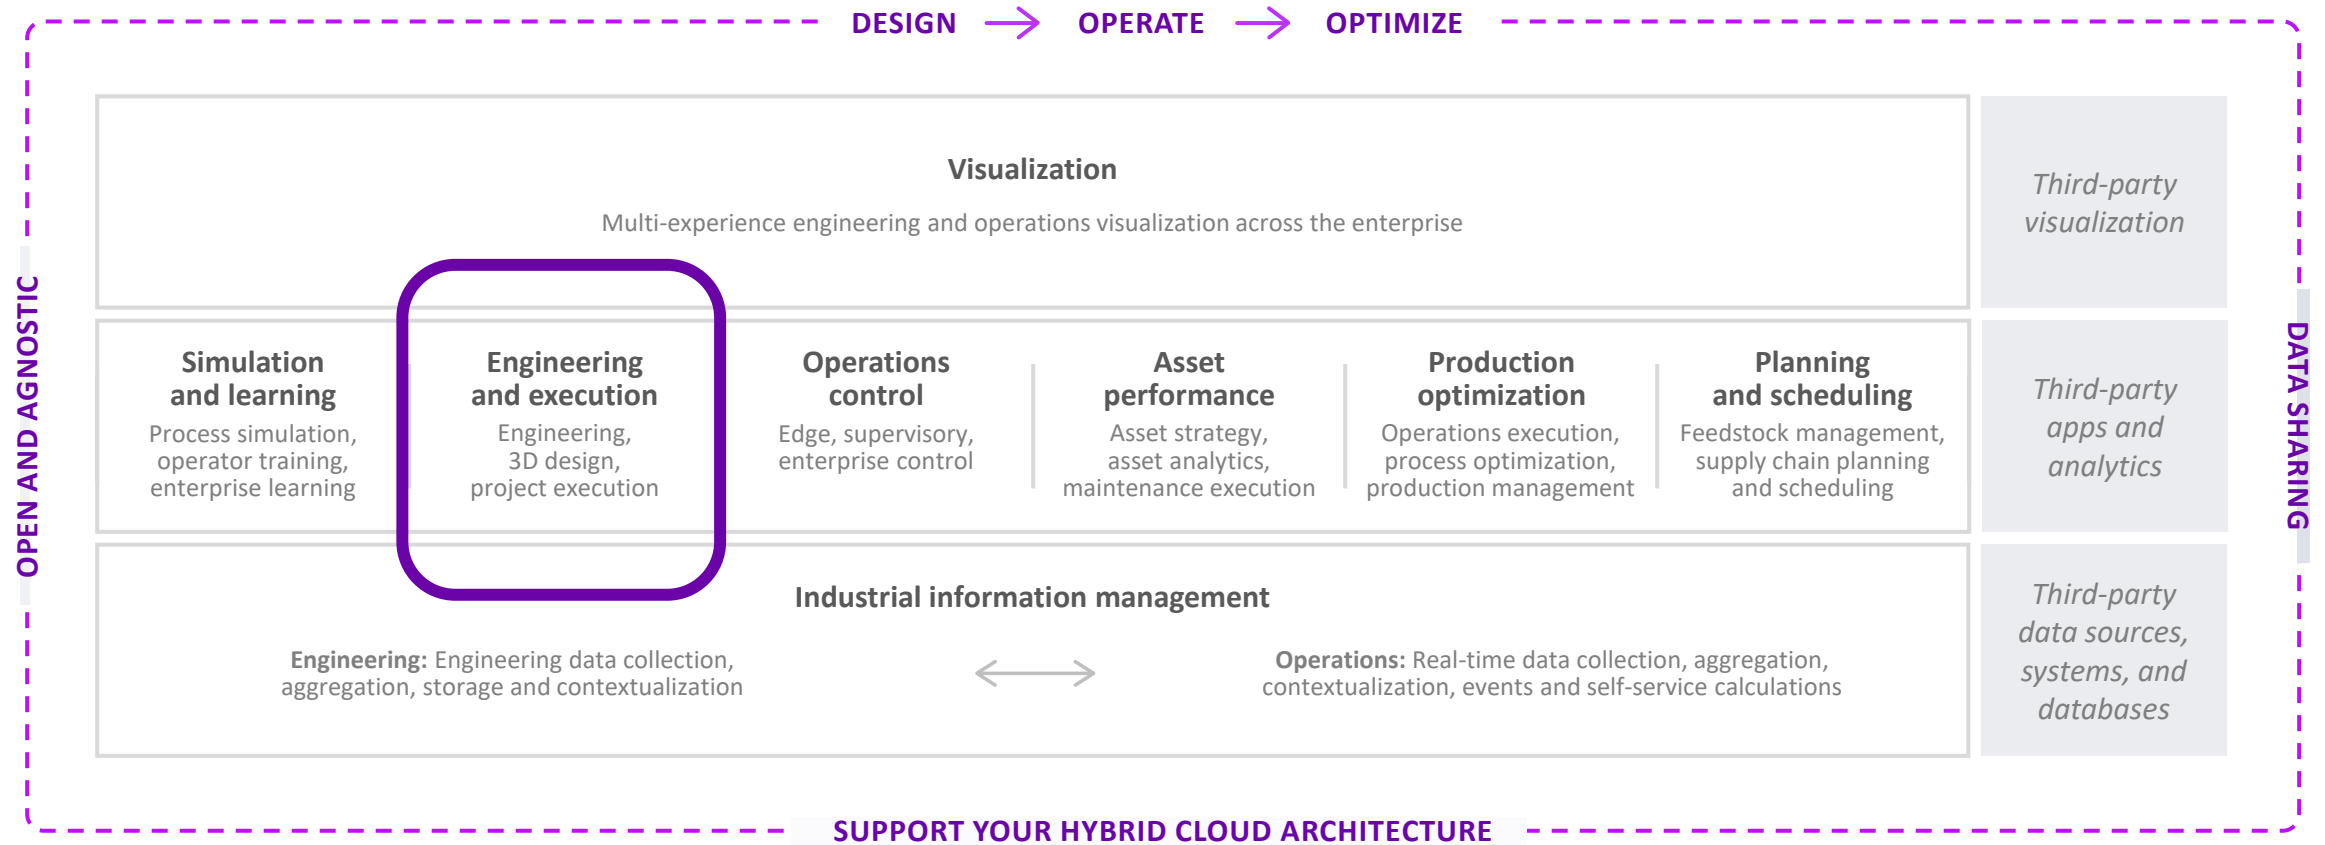 DESIGN → OPERATE → OPTIMIZE
OPEN AND AGNOSTIC
Visualization
Multi-experience engineering and operations visualization across the enterprise
Third-party
visualization
Simulation
and learning
Process simulation,
operator training,
enterprise learning
Engineering
and execution
Engineering,
3D design,
project execution
Operations
control
Edge, supervisory,
enterprise control
Asset
performance
Asset strategy,
asset analytics,
maintenance execution
Production
optimization
Operations execution,
process optimization,
production management
Planning
and scheduling
Feedstock management,
supply chain planning
and scheduling
Third-party
apps and
analytics
Industrial information management
Engineering: Engineering data collection,
aggregation, storage and contextualization
Operations: Real-time data collection, aggregation,
contextualization, events and self-service calculations
Third-party
data sources,
systems, and
databases
DATA SHARING
SUPPORT YOUR HYBRID CLOUD ARCHITECTURE